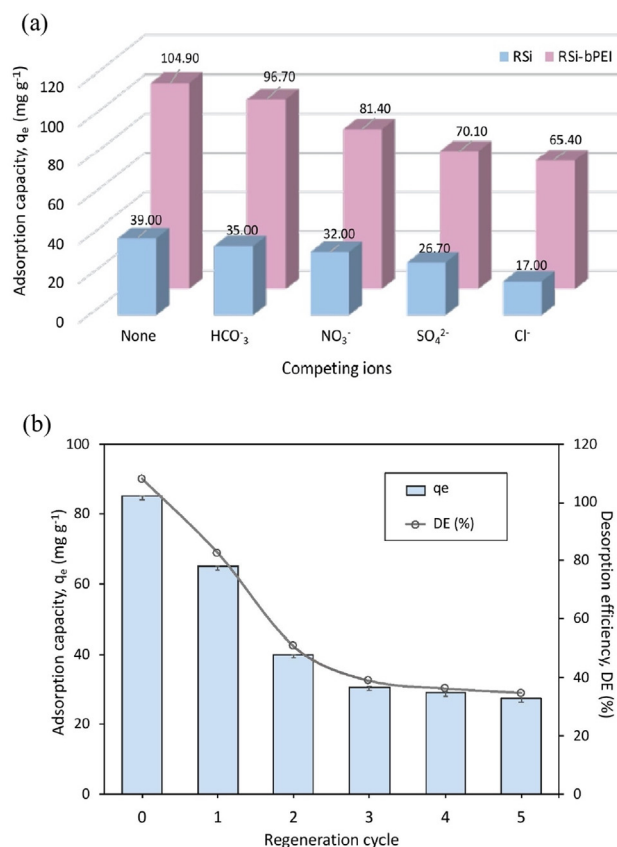 (a)
RSi RSi-bPEI
Adsorption capacity, qₑ (mg g⁻¹)
120
100
80
60
40
20
0
104.90
96.70
81.40
70.10
65.40
39.00
35.00
32.00
26.70
17.00
None HCO⁻₃ NO₃⁻ SO₄²⁻ Cl⁻
Competing ions
(b)
Adsorption capacity, qₑ (mg g⁻¹)
100
80
60
40
20
0
qe
DE (%)
120
100
80
60
40
20
0
Desorption efficiency, DE (%)
0 1 2 3 4 5
Regeneration cycle